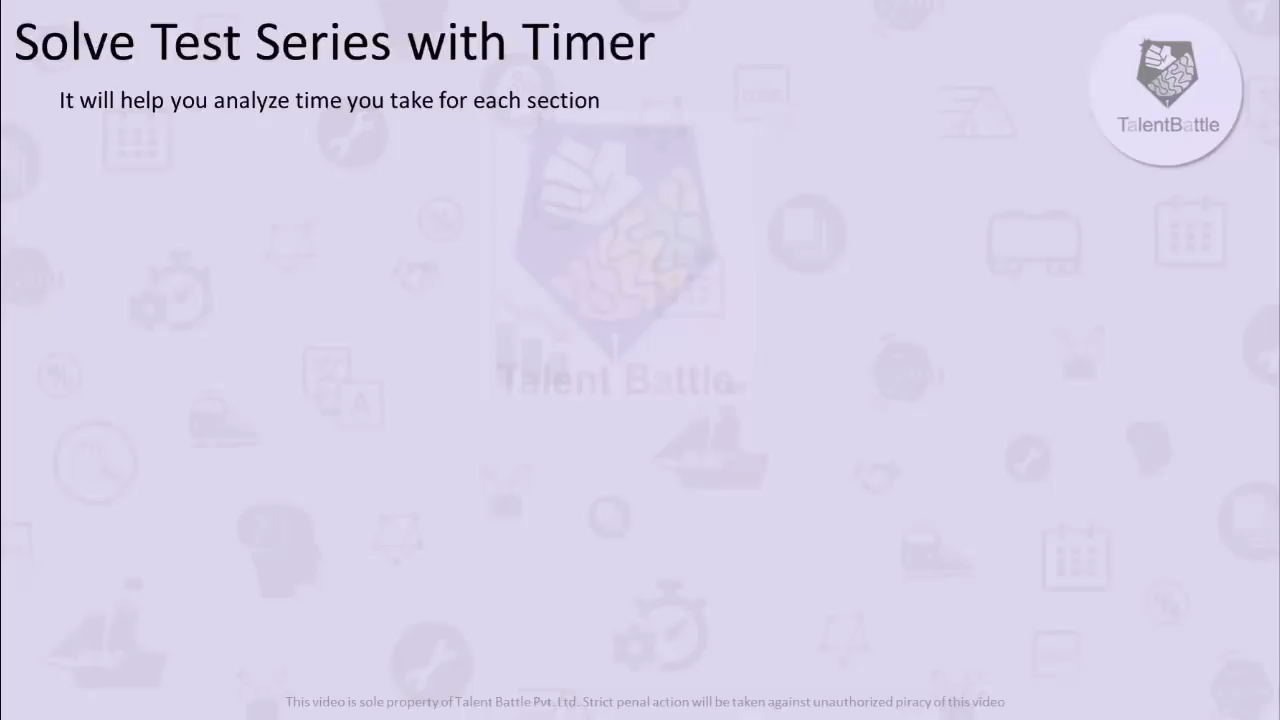 Solve Test Series with Timer
It will help you analyze time you take for each section
TalentBattle
Talent Battle
This video is sole property of Talent Battle Pvt. Ltd. Strict penal action will be taken against unauthorized piracy of this video